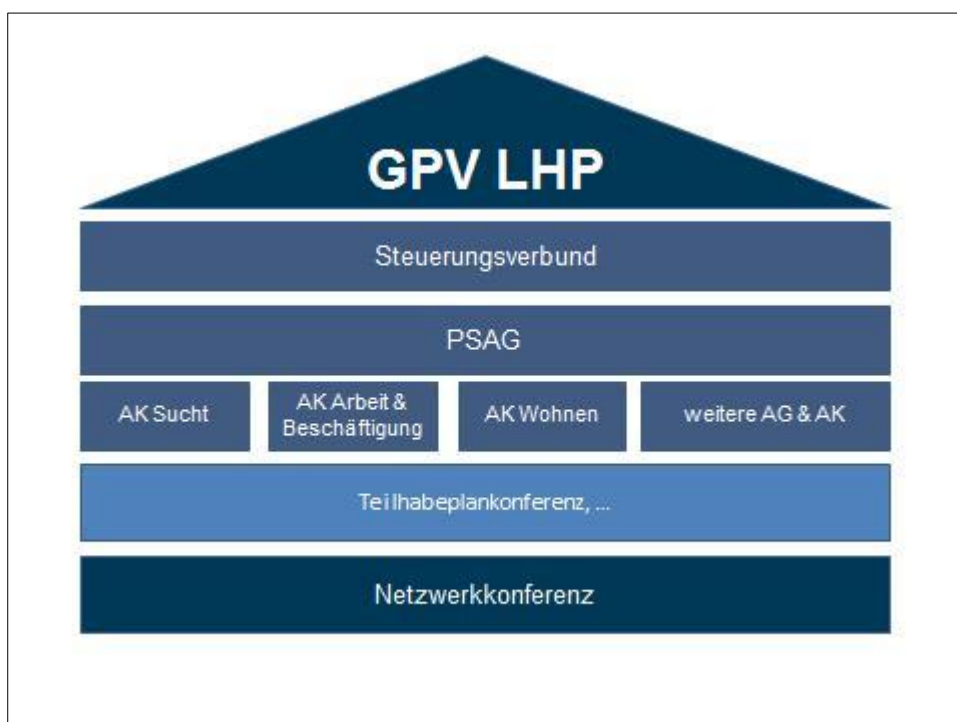 GPV LHP
Steuerungsverbund
PSAG
AK Sucht
AK Arbeit &
Beschäftigung
AK Wohnen
weitere AG & AK
Teilhabeplankonferenz, ...
Netzwerkkonferenz